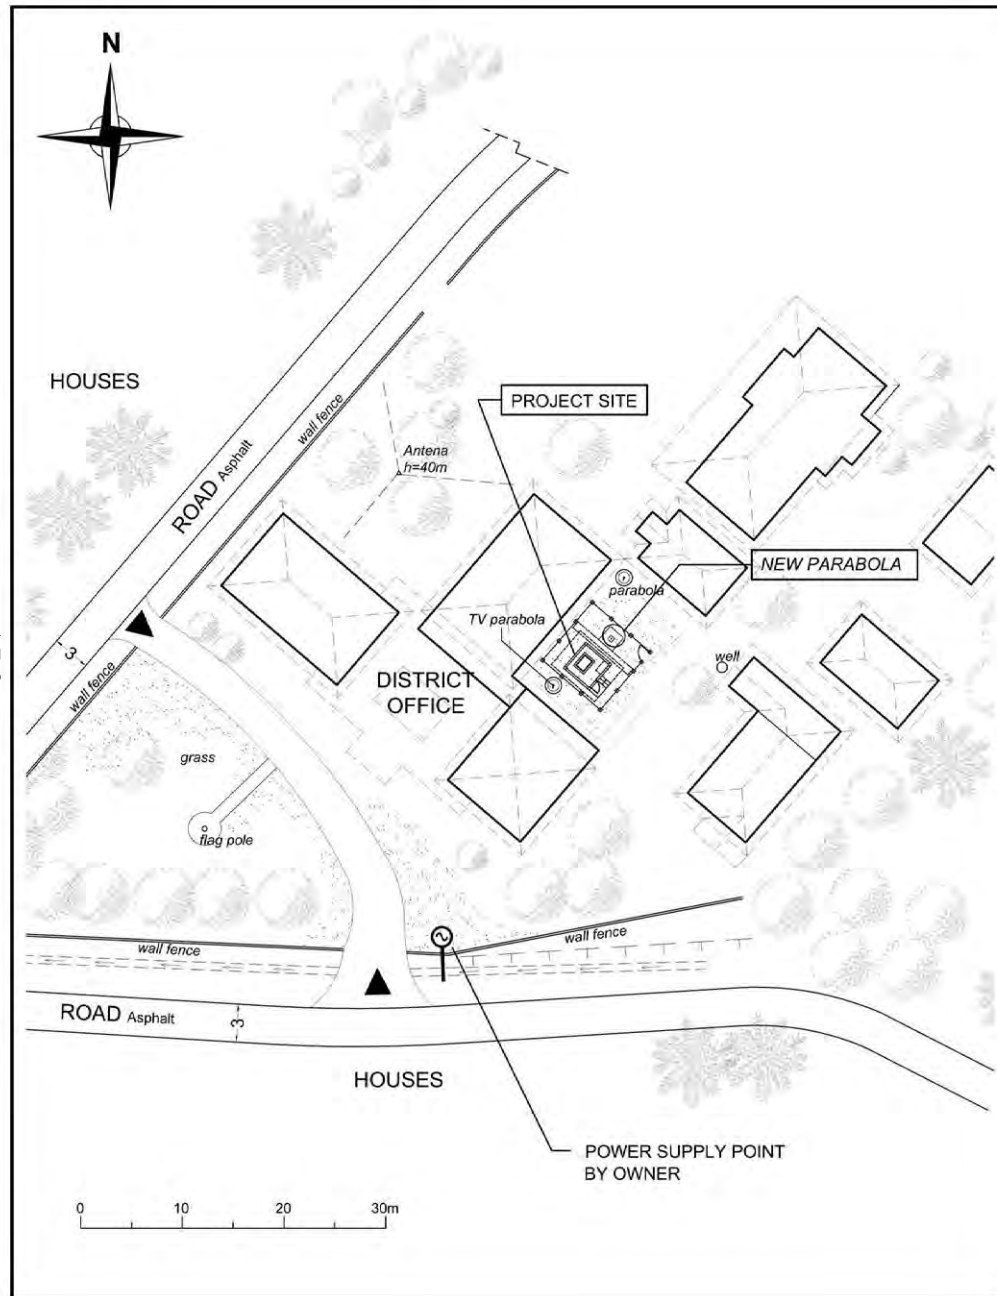 N
HOUSES
ROAD Asphalt
wall fence
Antena
h=40m
PROJECT SITE
NEW PARABOLA
parabola
TV parabola
well
DISTRICT
OFFICE
3
wall fence
grass
flag pole
wall fence
wall fence
ROAD Asphalt
3
HOUSES
POWER SUPPLY POINT
BY OWNER
0 10 20 30m